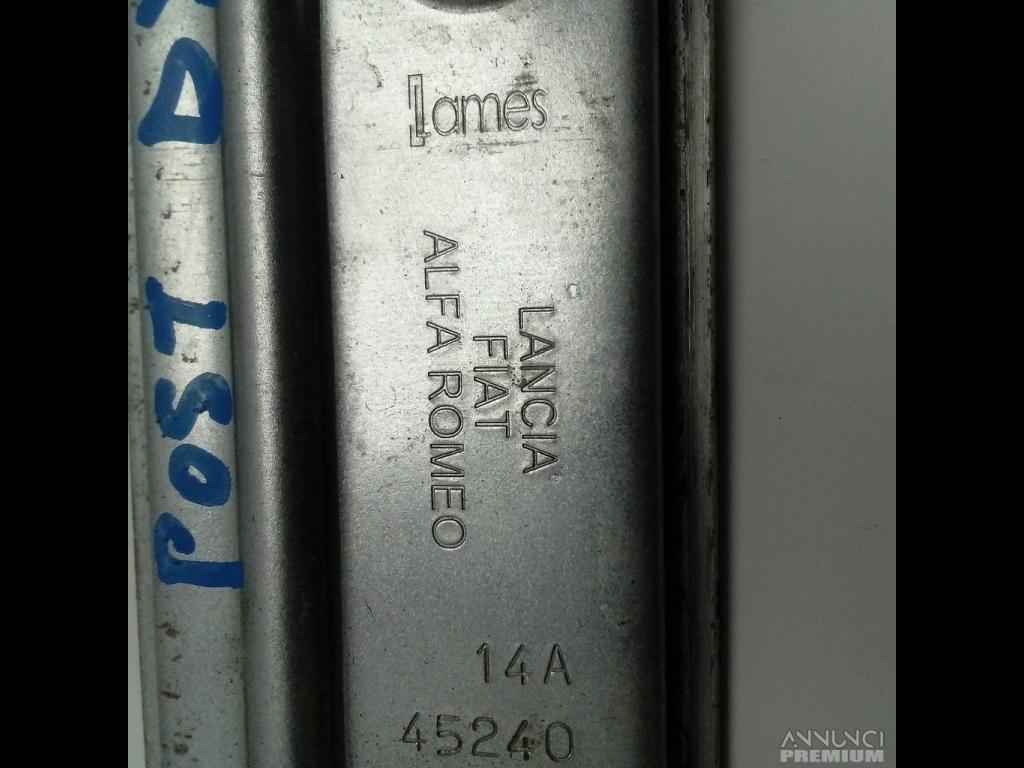 Lames
LANCIA
FIAT
ALFA ROMEO
14A
45240
POST
D
ANNUNCI
PREMIUM